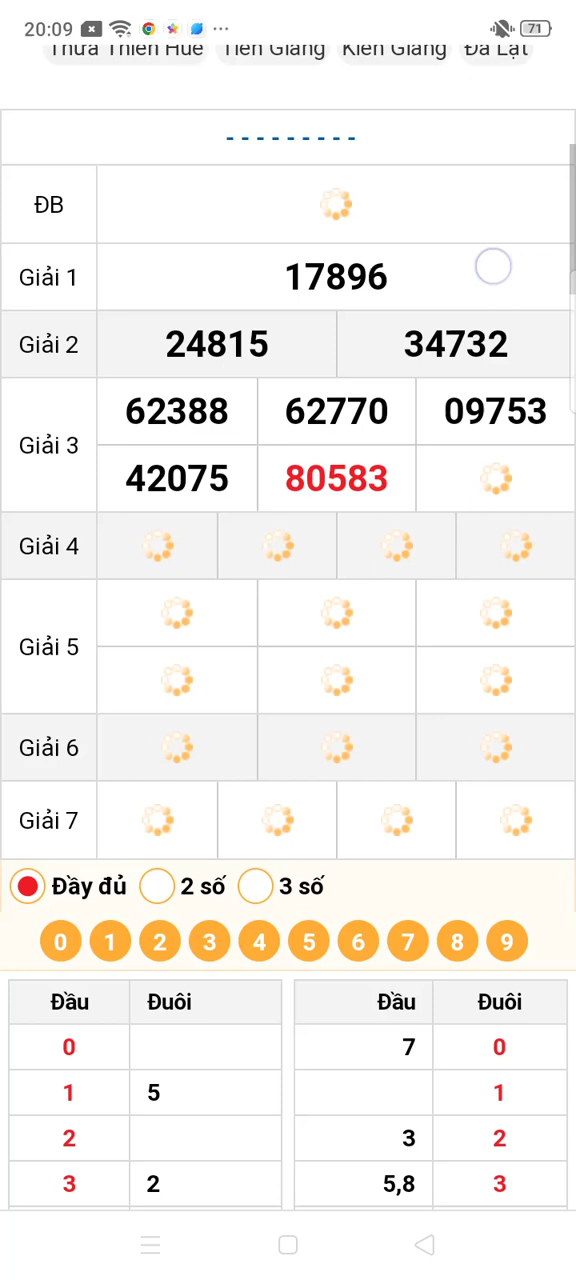 20:09 71
Thừa Thiên Huế Tiền Giang Kiên Giang Đà Lạt
- - - - - - - - -
ĐB
Giải 1 17896
Giải 2 24815 34732
62388 62770 09753
Giải 3
42075 80583
Giải 4
Giải 5
Giải 6
Giải 7
Đầy đủ 2 số 3 số
0 1 2 3 4 5 6 7 8 9
Đầu Đuôi Đầu Đuôi
0 7 0
1 5 1
2 3 2
3 2 5,8 3